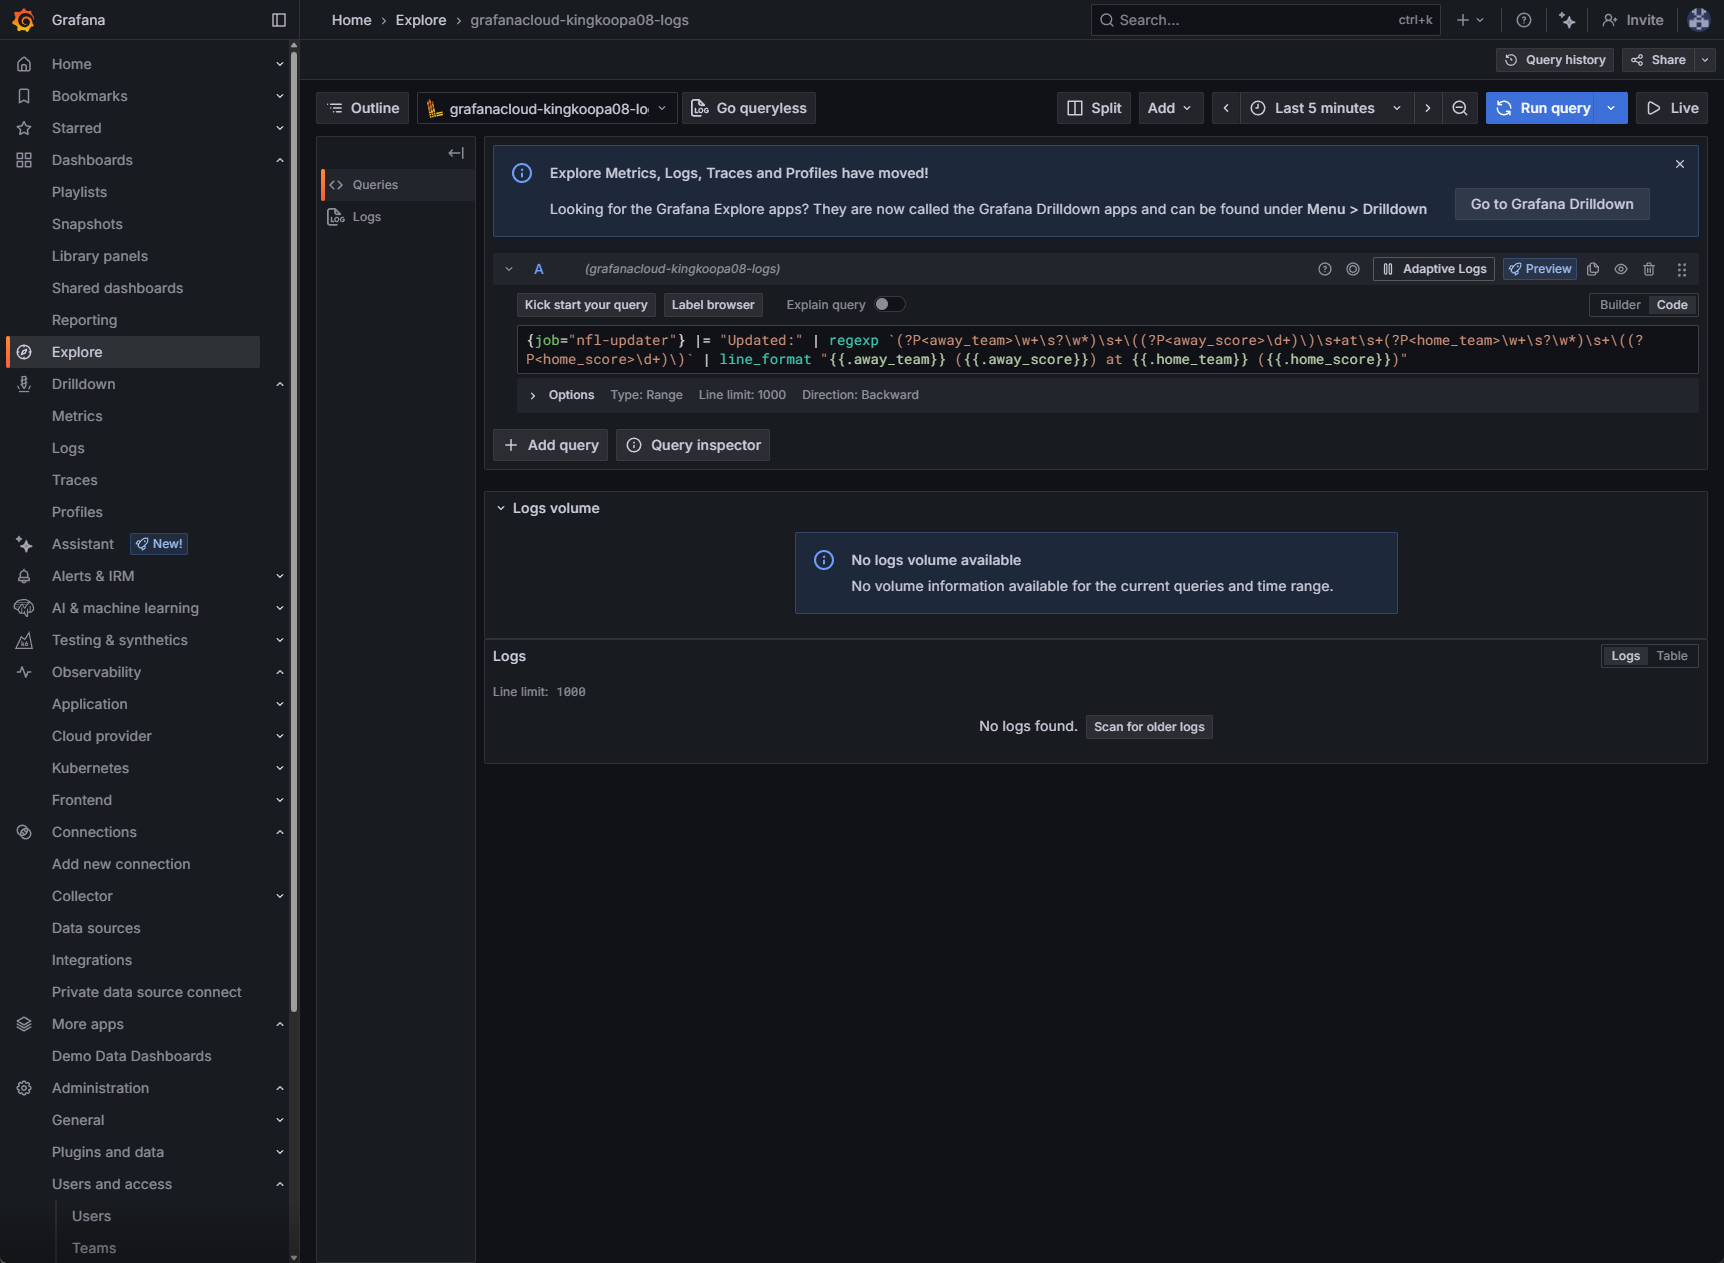 Grafana
Home › Explore › grafanacloud-kingkoopa08-logs
Search... ctrl+k
Invite
Query history
Share
Home
Bookmarks
Starred
Dashboards
Playlists
Snapshots
Library panels
Shared dashboards
Reporting
Explore
Drilldown
Metrics
Logs
Traces
Profiles
Assistant New!
Alerts & IRM
AI & machine learning
Testing & synthetics
Observability
Application
Cloud provider
Kubernetes
Frontend
Connections
Add new connection
Collector
Data sources
Integrations
Private data source connect
More apps
Demo Data Dashboards
Administration
General
Plugins and data
Users and access
Users
Teams
Outline
grafanacloud-kingkoopa08-lo
Go queryless
Split
Add
Last 5 minutes
Run query
Live
Queries
Logs
Explore Metrics, Logs, Traces and Profiles have moved!
Looking for the Grafana Explore apps? They are now called the Grafana Drilldown apps and can be found under Menu > Drilldown
Go to Grafana Drilldown
A (grafanacloud-kingkoopa08-logs)
Adaptive Logs
Preview
Kick start your query
Label browser
Explain query
Builder
Code
{job="nfl-updater"} |= "Updated:" | regexp `(?P<away_team>\w+\s?\w*)\s+\((?P<away_score>\d+)\)\s+at\s+(?P<home_team>\w+\s?\w*)\s+\((?
P<home_score>\d+)\)` | line_format "{{.away_team}} ({{.away_score}}) at {{.home_team}} ({{.home_score}})"
Options Type: Range Line limit: 1000 Direction: Backward
Add query
Query inspector
Logs volume
No logs volume available
No volume information available for the current queries and time range.
Logs
Logs
Table
Line limit: 1000
No logs found. Scan for older logs